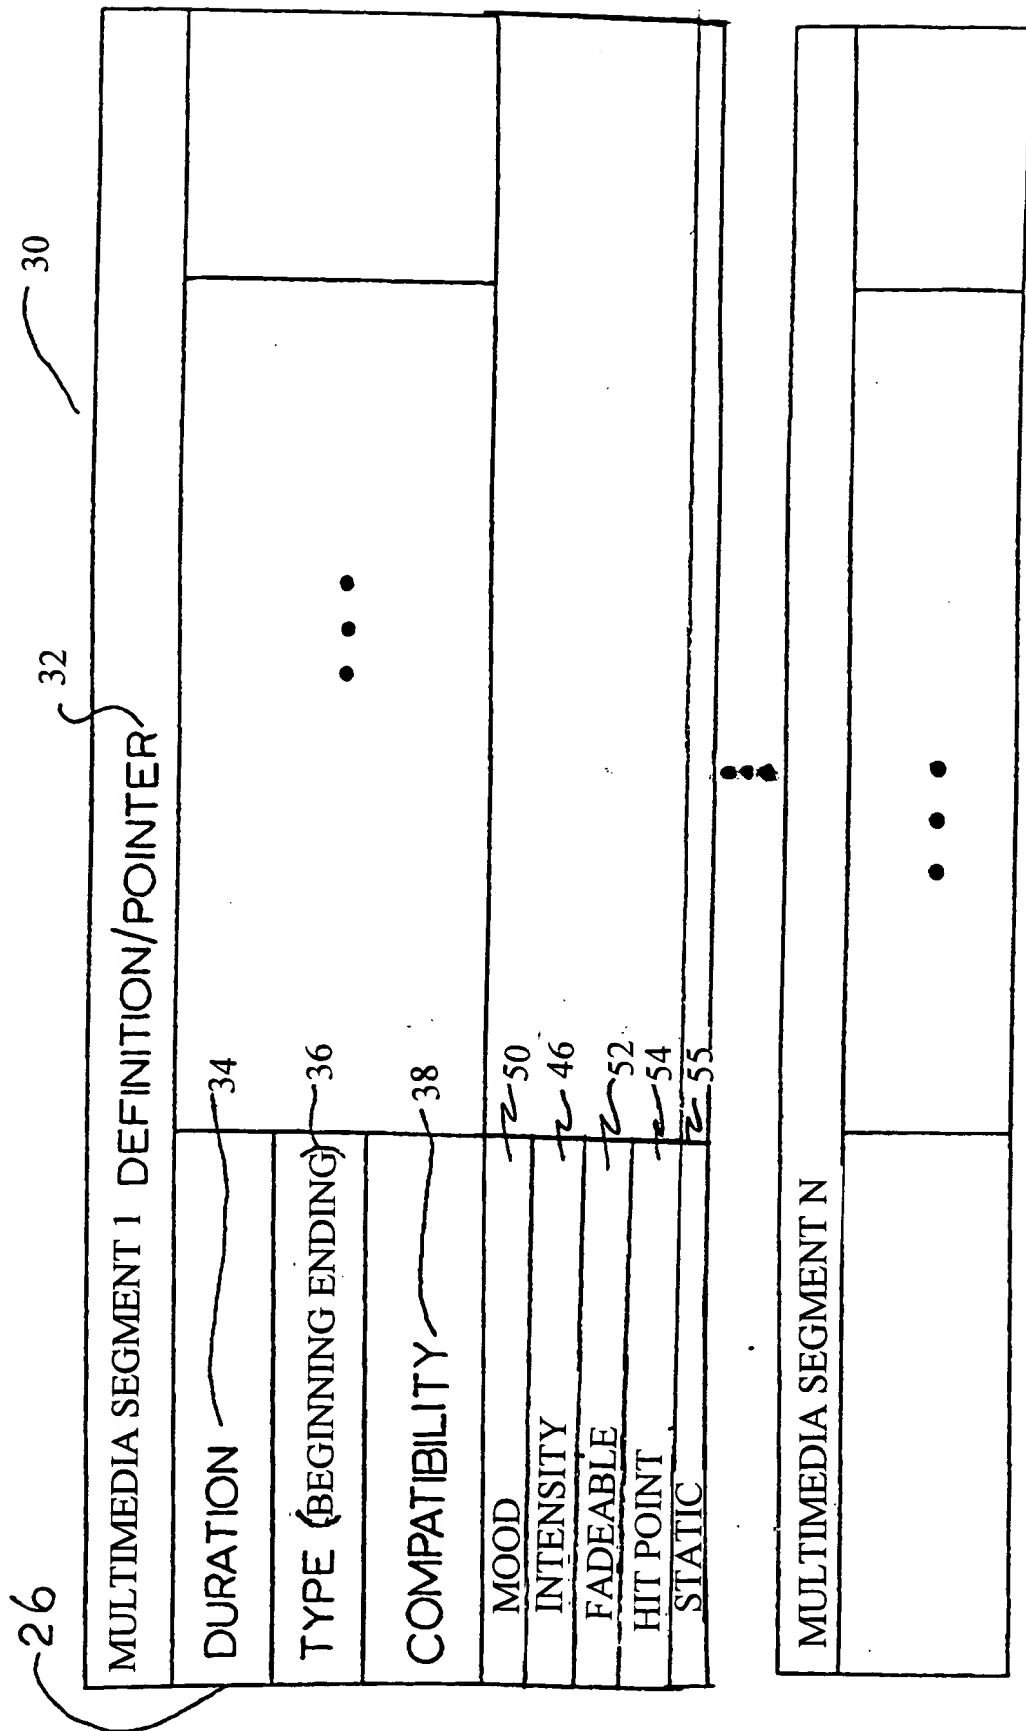 26
30
32
MULTIMEDIA SEGMENT 1 DEFINITION/POINTER
DURATION
34
TYPE (BEGINNING ENDING)
36
COMPATIBILITY
38
MOOD
50
INTENSITY
46
FADEABLE
52
HIT POINT
54
STATIC
55
MULTIMEDIA SEGMENT N